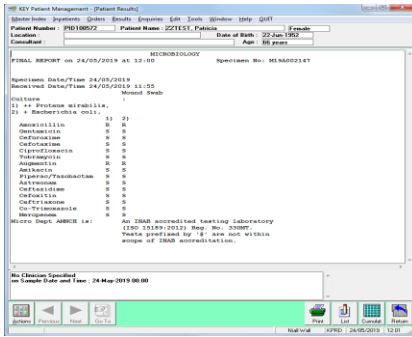 KEY Patient Management - [Patient Results]
Master Index Inpatients Orders Results Enquiries Edit Tools Window Help QUIT
Patient Number : PID100572 Patient Name : ZZTEST, Patricia Female
Location : Date of Birth : 22-Jun-1952
Consultant : Age : 66 years
MICROBIOLOGY
FINAL REPORT on 24/05/2019 at 12:00 Specimen No: M19A002147
Specimen Date/Time 24/05/2019
Received Date/Time 24/05/2019 11:55
Wound Swab
Culture :
1) ++ Proteus mirabilis,
2) + Escherichia coli,
1) 2)
Amoxicillin R R
Gentamicin S S
Cefuroxime S S
Cefotaxime S S
Ciprofloxacin S S
Tobramycin S S
Augmentin R R
Amikacin S S
Piperac/Tazobactam S S
Aztreonam S S
Ceftazidime S S
Cefoxitin S S
Ceftriaxone S S
Co-Trimoxazole S S
Meropenem S S
Micro Dept AMNCH is: An INAB accredited testing laboratory
(ISO 15189:2012) Reg. No. 330MT.
Tests prefixed by '$' are not within
scope of INAB accreditation.
No Clinician Specified
on Sample Date and Time : 24-May-2019 00:00
Actions Previous Next Go To Print List Cumulat Return
Niall Wall KPRD 24/05/2019 12:01